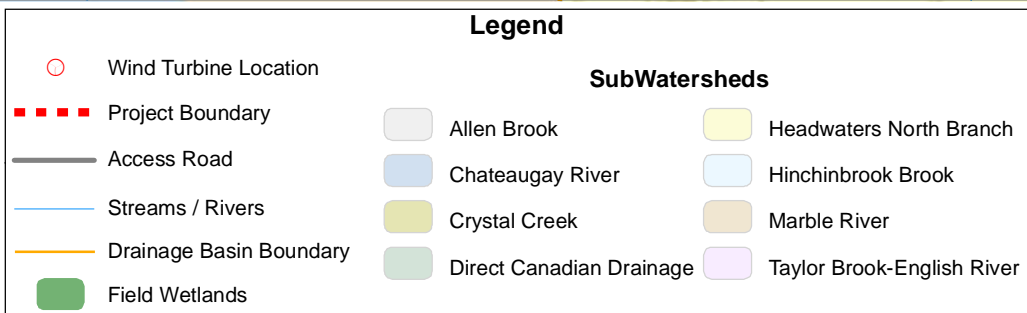 Legend
Wind Turbine Location
Project Boundary
Access Road
Streams / Rivers
Drainage Basin Boundary
Field Wetlands
SubWatersheds
Allen Brook
Chateaugay River
Crystal Creek
Direct Canadian Drainage
Headwaters North Branch
Hinchinbrook Brook
Marble River
Taylor Brook-English River